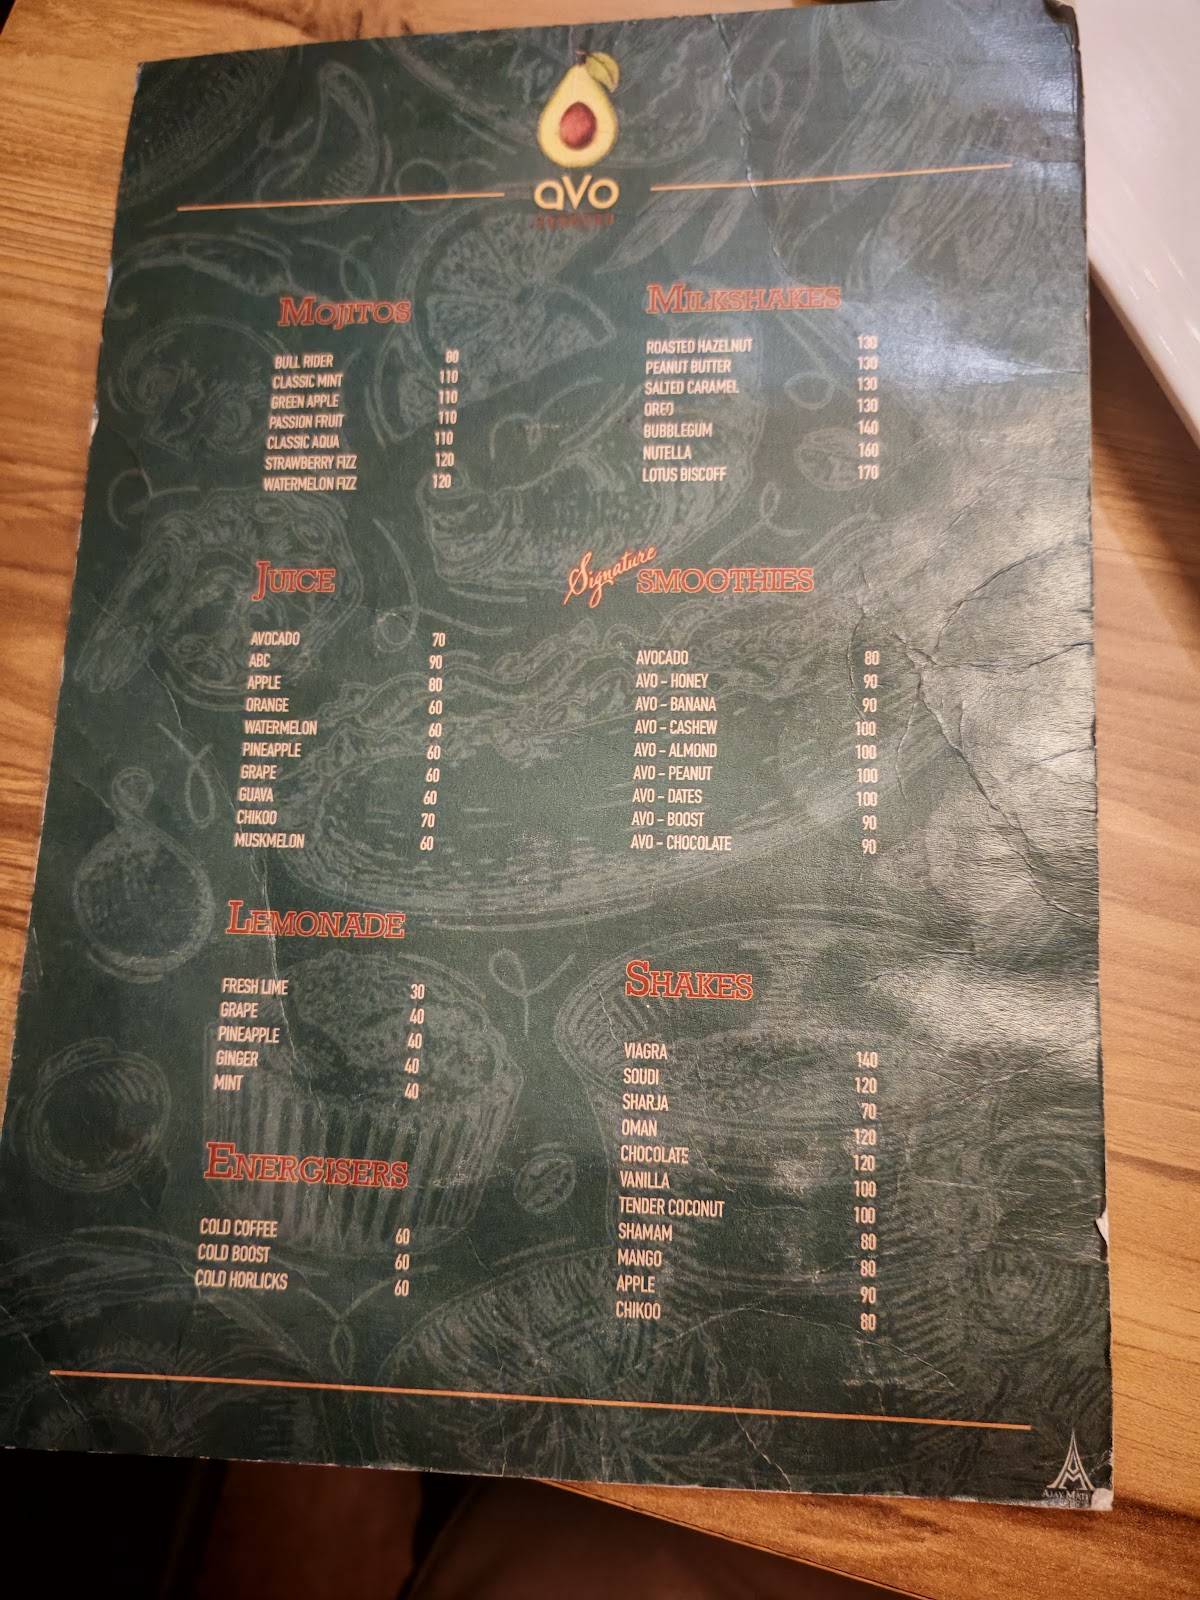 avo
MOJITOS
BULL RIDER 80
CLASSIC MINT 110
GREEN APPLE 110
PASSION FRUIT 110
CLASSIC AQUA 110
STRAWBERRY FIZZ 120
WATERMELON FIZZ 120
MILKSHAKES
ROASTED HAZELNUT 130
PEANUT BUTTER 130
SALTED CARAMEL 130
OREO 130
BUBBLEGUM 140
NUTELLA 160
LOTUS BISCOFF 170
JUICE
AVOCADO 70
ABC 90
APPLE 80
ORANGE 60
WATERMELON 60
PINEAPPLE 60
GRAPE 60
GUAVA 60
CHIKOO 70
MUSKMELON 60
Signature SMOOTHIES
AVOCADO 80
AVO - HONEY 90
AVO - BANANA 90
AVO - CASHEW 100
AVO - ALMOND 100
AVO - PEANUT 100
AVO - DATES 100
AVO - BOOST 90
AVO - CHOCOLATE 90
LEMONADE
FRESH LIME 30
GRAPE 40
PINEAPPLE 40
GINGER 40
MINT 40
ENERGISERS
COLD COFFEE 60
COLD BOOST 60
COLD HORLICKS 60
SHAKES
VIAGRA 140
SOUDI 120
SHARJA 70
OMAN 120
CHOCOLATE 120
VANILLA 100
TENDER COCONUT 100
SHAMAM 80
MANGO 80
APPLE 90
CHIKOO 80